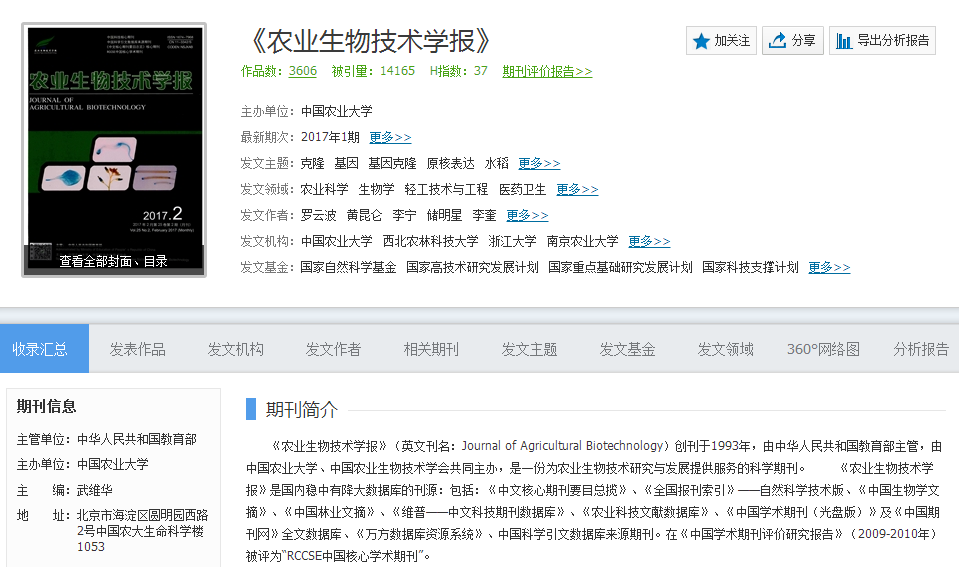 《农业生物技术学报》
加关注
分享
导出分析报告
作品数：3606 被引量：14165 H指数：37 期刊评价报告>>
农业生物技术学报
JOURNAL OF
AGRICULTURAL BIOTECHNOLOGY
2017.2
查看全部封面、目录
主办单位：中国农业大学
最新期次：2017年1期 更多>>
发文主题：克隆 基因 基因克隆 原核表达 水稻 更多>>
发文领域：农业科学 生物学 轻工技术与工程 医药卫生 更多>>
发文作者：罗云波 黄昆仑 李宁 储明星 李奎 更多>>
发文机构：中国农业大学 西北农林科技大学 浙江大学 南京农业大学 更多>>
发文基金：国家自然科学基金 国家高技术研究发展计划 国家重点基础研究发展计划 国家科技支撑计划 更多>>
收录汇总 发表作品 发文机构 发文作者 相关期刊 发文主题 发文基金 发文领域 360°网络图 分析报告
期刊信息
主管单位：中华人民共和国教育部
主办单位：中国农业大学
主 编：武维华
地 址：北京市海淀区圆明园西路
2号中国农大生命科学楼
1053
期刊简介
《农业生物技术学报》（英文刊名：Journal of Agricultural Biotechnology）创刊于1993年，由中华人民共和国教育部主管，由
中国农业大学、中国农业生物技术学会共同主办，是一份为农业生物技术研究与发展提供服务的科学期刊。 《农业生物技术学
报》是国内稳中有降大数据库的刊源：包括：《中文核心期刊要目总揽》、《全国报刊索引》——自然科学技术版、《中国生物学文
摘》、《中国林业文摘》、《维普——中文科技期刊数据库》、《农业科技文献数据库》、《中国学术期刊（光盘版）》及《中国期
刊网》全文数据库、《万方数据库资源系统》、中国科学引文数据库来源期刊。在《中国学术期刊评价研究报告》（2009-2010年）
被评为“RCCSE中国核心学术期刊”。